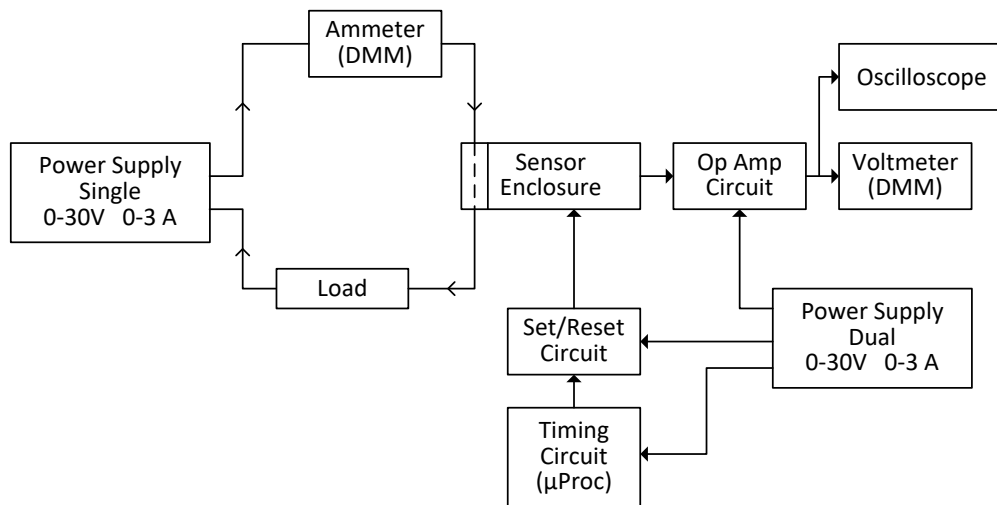 Ammeter
(DMM)
Oscilloscope
Power Supply
Single
0-30V 0-3 A
Sensor
Enclosure
Op Amp
Circuit
Voltmeter
(DMM)
Load
Set/Reset
Circuit
Power Supply
Dual
0-30V 0-3 A
Timing
Circuit
(µProc)